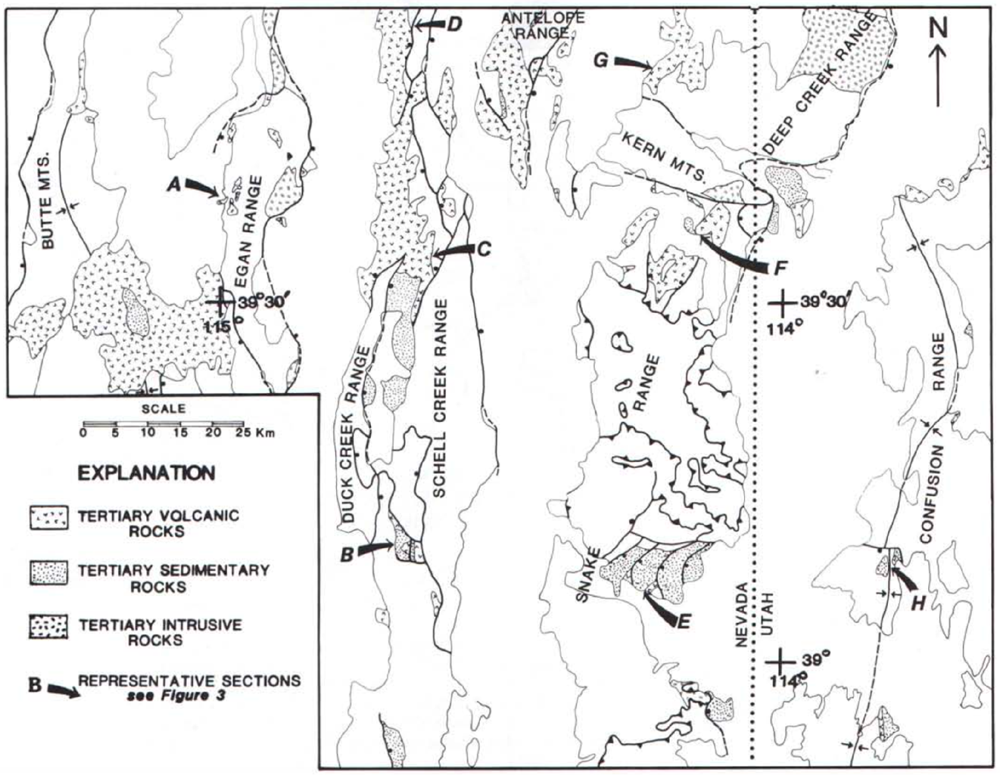 D
ANTELOPE
RANGE
G
N
DEEP CREEK RANGE
KERN MTS.
BUTTE MTS.
A
EGAN RANGE
C
F
39°30'
115°
39°30'
114°
DUCK CREEK RANGE
SCHELL CREEK RANGE
RANGE
SNAKE
RANGE
CONFUSION
B
E
H
NEVADA
UTAH
39°
114°
SCALE
0 5 10 15 20 25 Km
EXPLANATION
TERTIARY VOLCANIC
ROCKS
TERTIARY SEDIMENTARY
ROCKS
TERTIARY INTRUSIVE
ROCKS
B
REPRESENTATIVE SECTIONS
see Figure 3